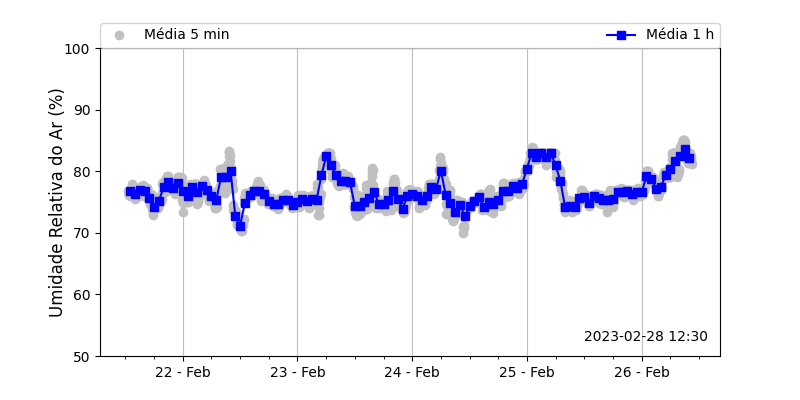 Média 5 min
Média 1 h
Umidade Relativa do Ar (%)
100
90
80
70
60
50
2023-02-28 12:30
22 - Feb
23 - Feb
24 - Feb
25 - Feb
26 - Feb